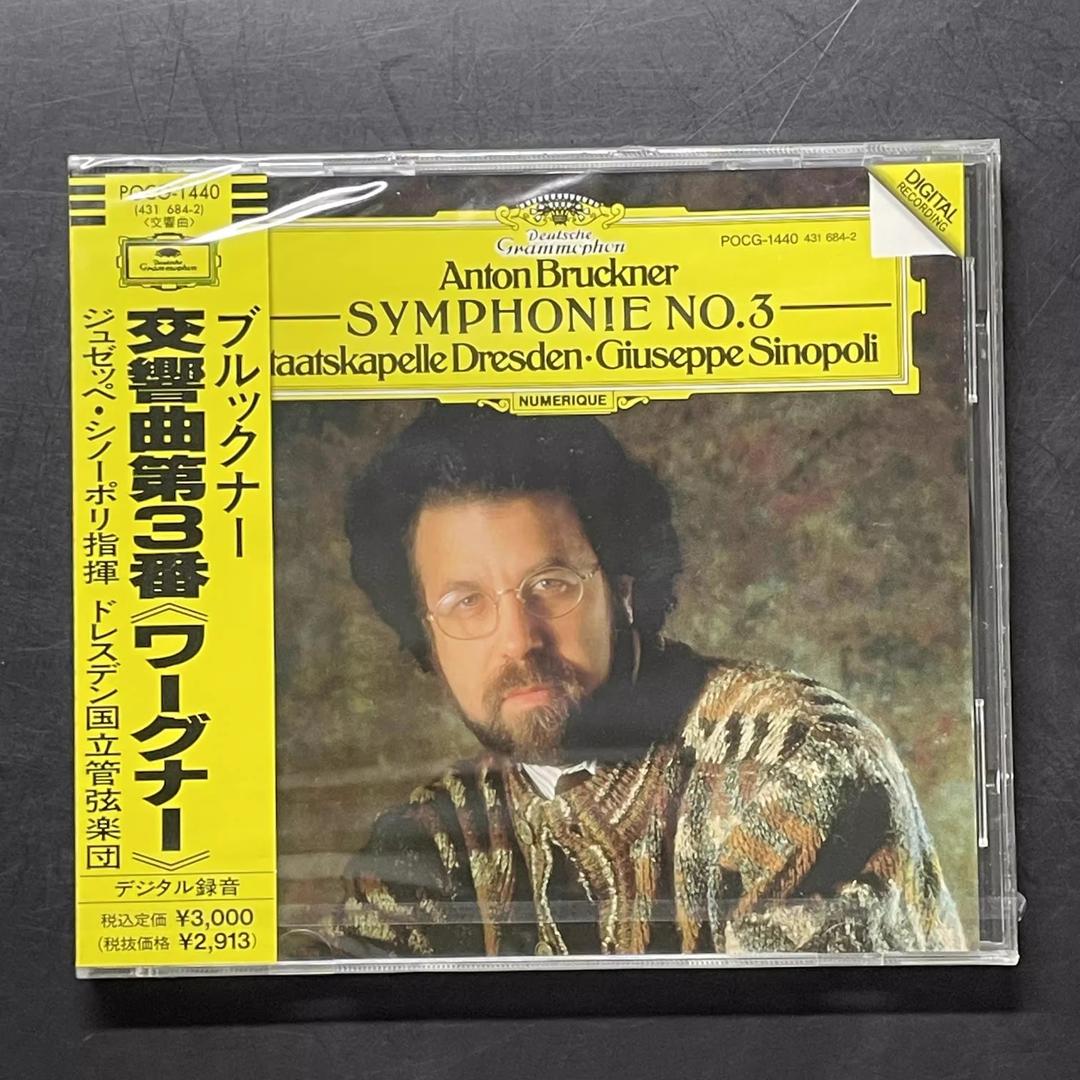 POCG-1440
(431 684-2)
〈交響曲〉
Deutsche
Grammophon
ブルックナー
交響曲第3番《ワーグナー》
ジュゼッペ・シノーポリ指揮 ドレスデン国立管弦楽団
デジタル録音
税込定価 ¥3,000
(税抜価格 ¥2,913)
Deutsche
Grammophon
POCG-1440 431 684-2
DIGITAL
RECORDING
Anton Bruckner
SYMPHONIE NO.3
taatskapelle Dresden · Giuseppe Sinopoli
NUMERIQUE